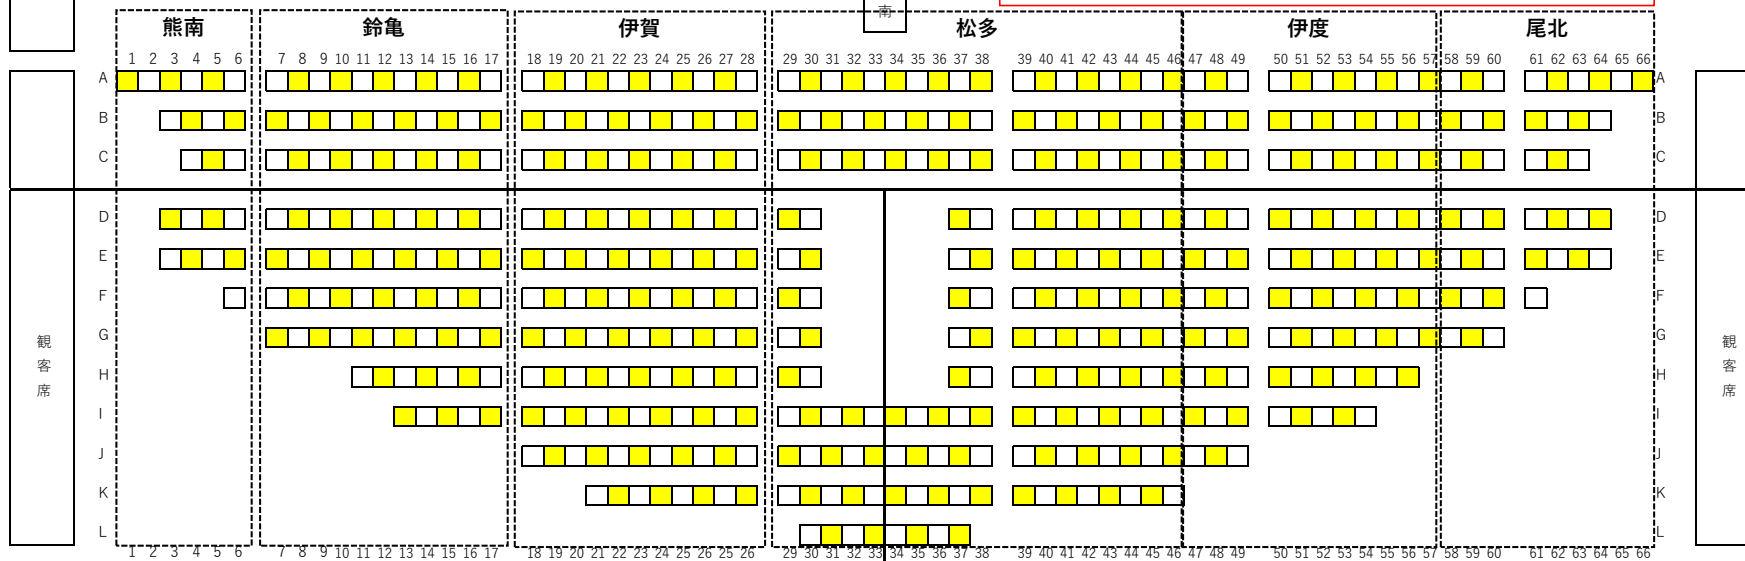 南
熊南 鈴亀 伊賀 松多 伊度 尾北
1 2 3 4 5 6 7 8 9 10 11 12 13 14 15 16 17 18 19 20 21 22 23 24 25 26 27 28 29 30 31 32 33 34 35 36 37 38 39 40 41 42 43 44 45 46 47 48 49 50 51 52 53 54 55 56 57 58 59 60 61 62 63 64 65 66
A A
B B
C C
D D
E E
F F
G G
H H
I I
J J
K K
L L
観客席 観客席
1 2 3 4 5 6 7 8 9 10 11 12 13 14 15 16 17 18 19 20 21 22 23 24 25 26 27 28 29 30 31 32 33 34 35 36 37 38 39 40 41 42 43 44 45 46 47 48 49 50 51 52 53 54 55 56 57 58 59 60 61 62 63 64 65 66